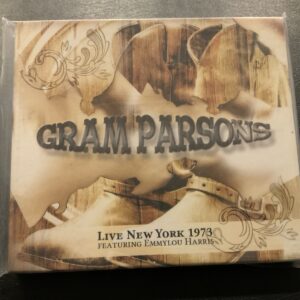 GRAM PARSONS
LIVE NEW YORK 1973
FEATURING EMMYLOU HARRIS